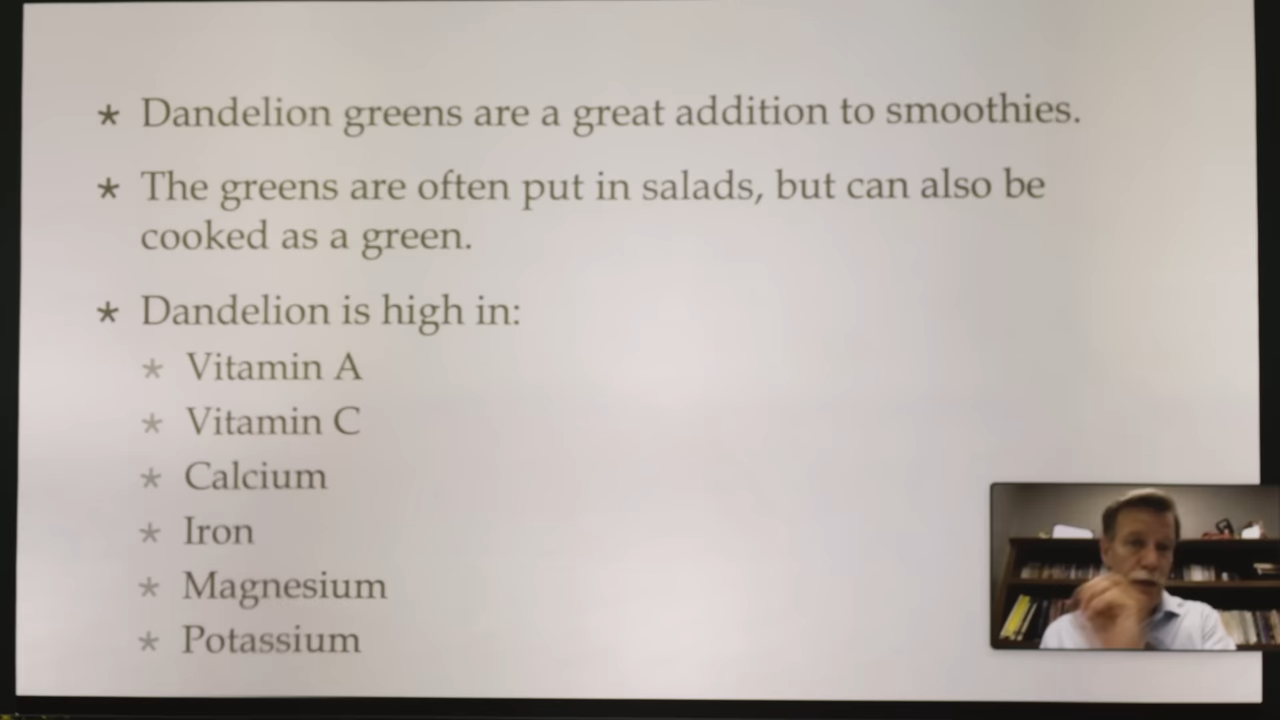 * Dandelion greens are a great addition to smoothies.
* The greens are often put in salads, but can also be
cooked as a green.
* Dandelion is high in:
* Vitamin A
* Vitamin C
* Calcium
* Iron
* Magnesium
* Potassium